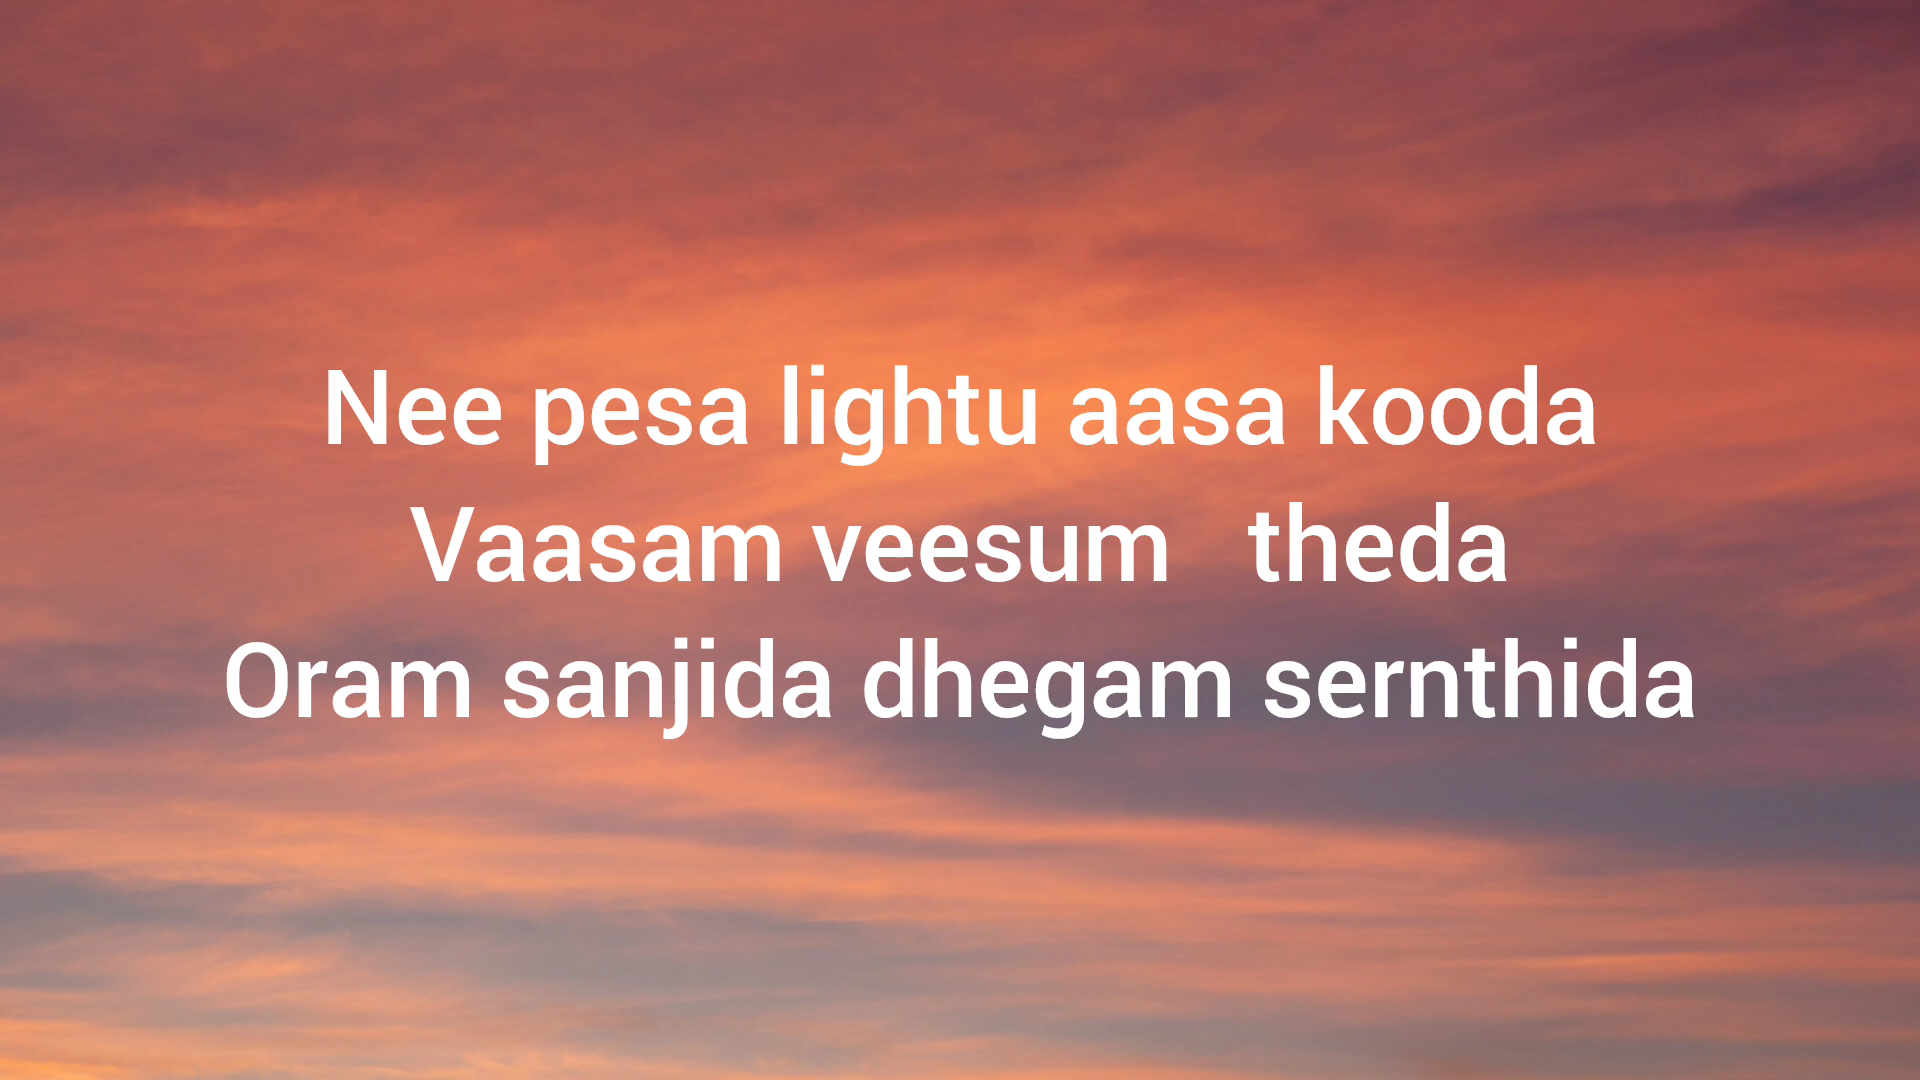 Nee pesa lightu aasa kooda
Vaasam veesum theda
Oram sanjida dhegam sernthida